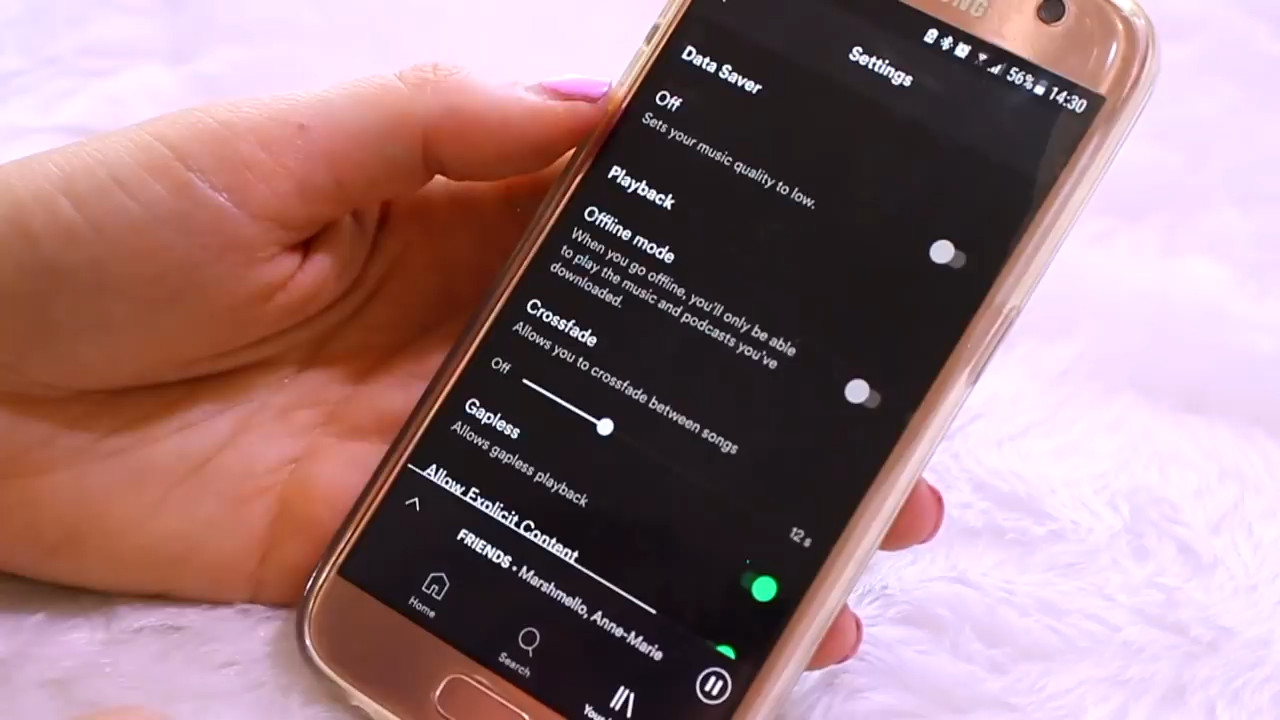 56% 14:30
Settings
Data Saver
Off
Sets your music quality to low.
Playback
Offline mode
When you go offline, you'll only be able
to play the music and podcasts you've
downloaded.
Crossfade
Allows you to crossfade between songs
Off
12 s
Gapless
Allows gapless playback
Allow Explicit Content
FRIENDS • Marshmello, Anne-Marie
Home
Search